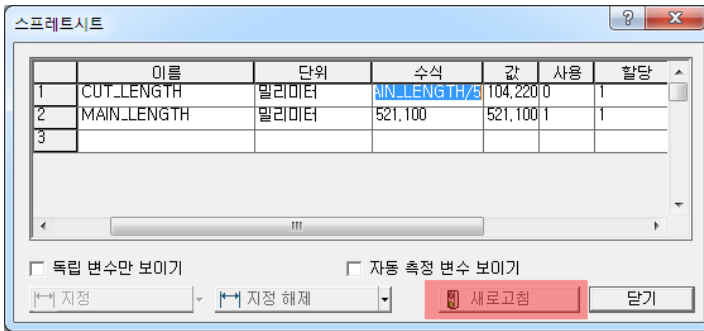 스프레트시트
이름 단위 수식 값 사용 할당
1 CUT_LENGTH 밀리미터 AIN_LENGTH/5 104,220 0 1
2 MAIN_LENGTH 밀리미터 521,100 521,100 1 1
3
독립 변수만 보이기 자동 측정 변수 보이기
지정 지정 해제 새로고침 닫기